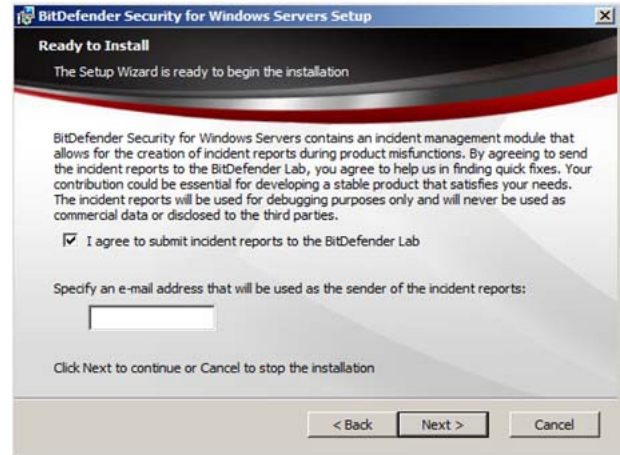 BitDefender Security for Windows Servers Setup
Ready to Install
The Setup Wizard is ready to begin the installation
BitDefender Security for Windows Servers contains an incident management module that
allows for the creation of incident reports during product misfunctions. By agreeing to send
the incident reports to the BitDefender Lab, you agree to help us in finding quick fixes. Your
contribution could be essential for developing a stable product that satisfies your needs.
The incident reports will be used for debugging purposes only and will never be used as
commercial data or disclosed to the third parties.
I agree to submit incident reports to the BitDefender Lab
Specify an e-mail address that will be used as the sender of the incident reports:
Click Next to continue or Cancel to stop the installation
< Back Next > Cancel